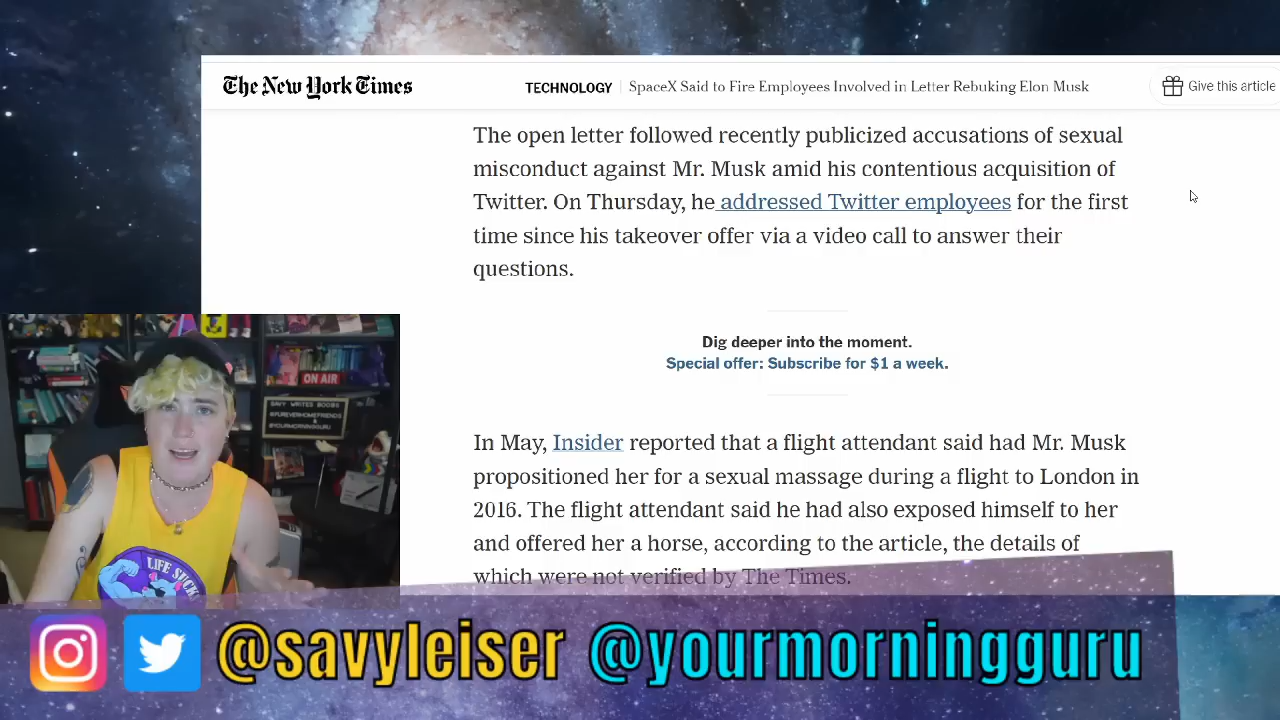 The New York Times
TECHNOLOGY SpaceX Said to Fire Employees Involved in Letter Rebuking Elon Musk
Give this article
The open letter followed recently publicized accusations of sexual
misconduct against Mr. Musk amid his contentious acquisition of
Twitter. On Thursday, he addressed Twitter employees for the first
time since his takeover offer via a video call to answer their
questions.
Dig deeper into the moment.
Special offer: Subscribe for $1 a week.
In May, Insider reported that a flight attendant said had Mr. Musk
propositioned her for a sexual massage during a flight to London in
2016. The flight attendant said he had also exposed himself to her
and offered her a horse, according to the article, the details of
which were not verified by The Times.
ON AIR
SAVY WRITES BOOKS
@FUREVERHOMEFRIENDS
@YOURMORNINGGURU
LIFE SUCKS
@savyleiser @yourmorningguru